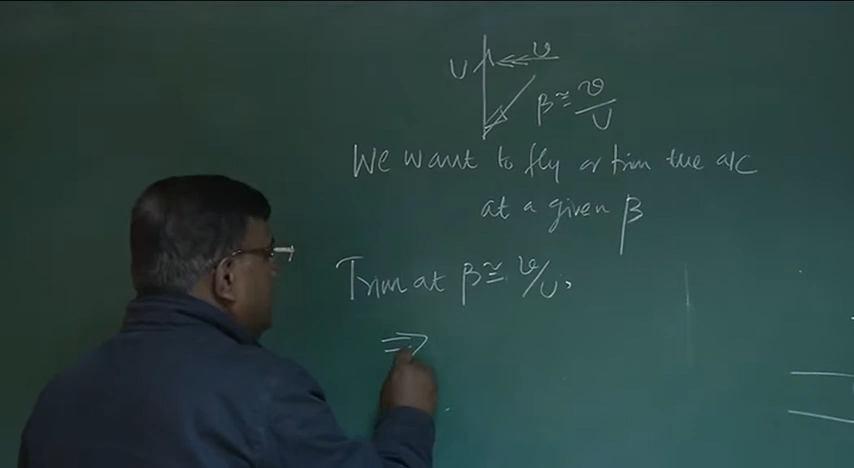 U v
β ≅ v/U
We want to fly or trim the a/c
at a given β
Trim at β ≅ v/U,
⇒